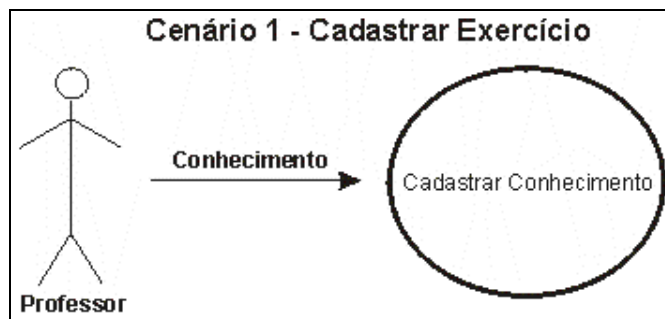 Cenário 1 - Cadastrar Exercício
Conhecimento
Cadastrar Conhecimento
Professor